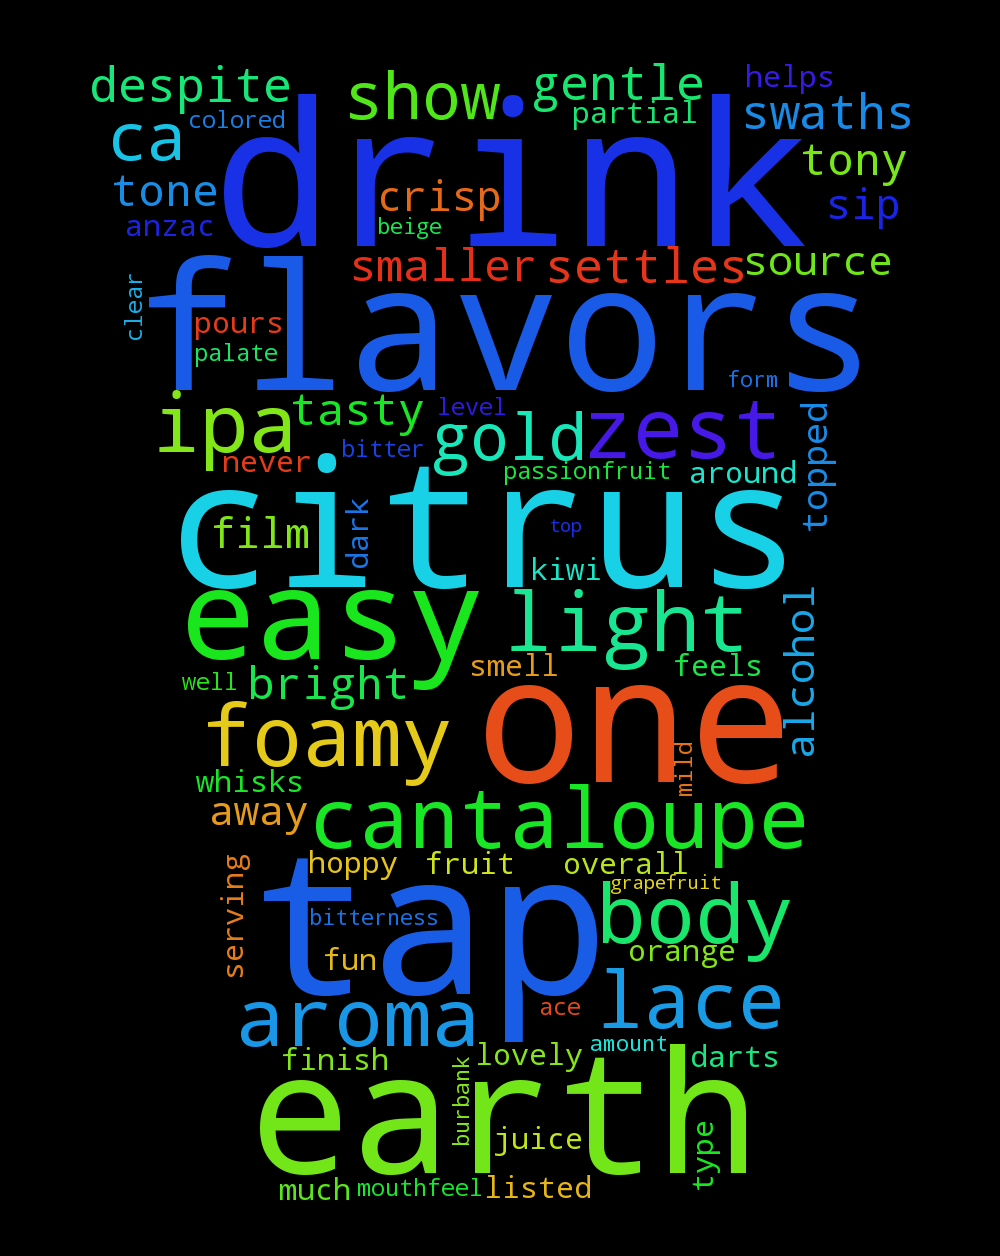 despite
show
gentle
helps
colored
partial
swaths
ca
drink
tony
tone
crisp
sip
anzac
beige
smaller
settles
source
clear
flavors
pours
palate
form
ipa
tasty
level
gold
zest
topped
never
bitter
passionfruit
around
citrus
film
dark
top
kiwi
easy
light
alcohol
smell
feels
well
bright
foamy
one
mild
whisks
away
cantaloupe
hoppy
fruit
overall
serving
tap
grapefruit
body
bitterness
fun
orange
aroma
ace
lace
amount
finish
lovely
darts
burbank
earth
juice
type
much
mouthfeel
listed